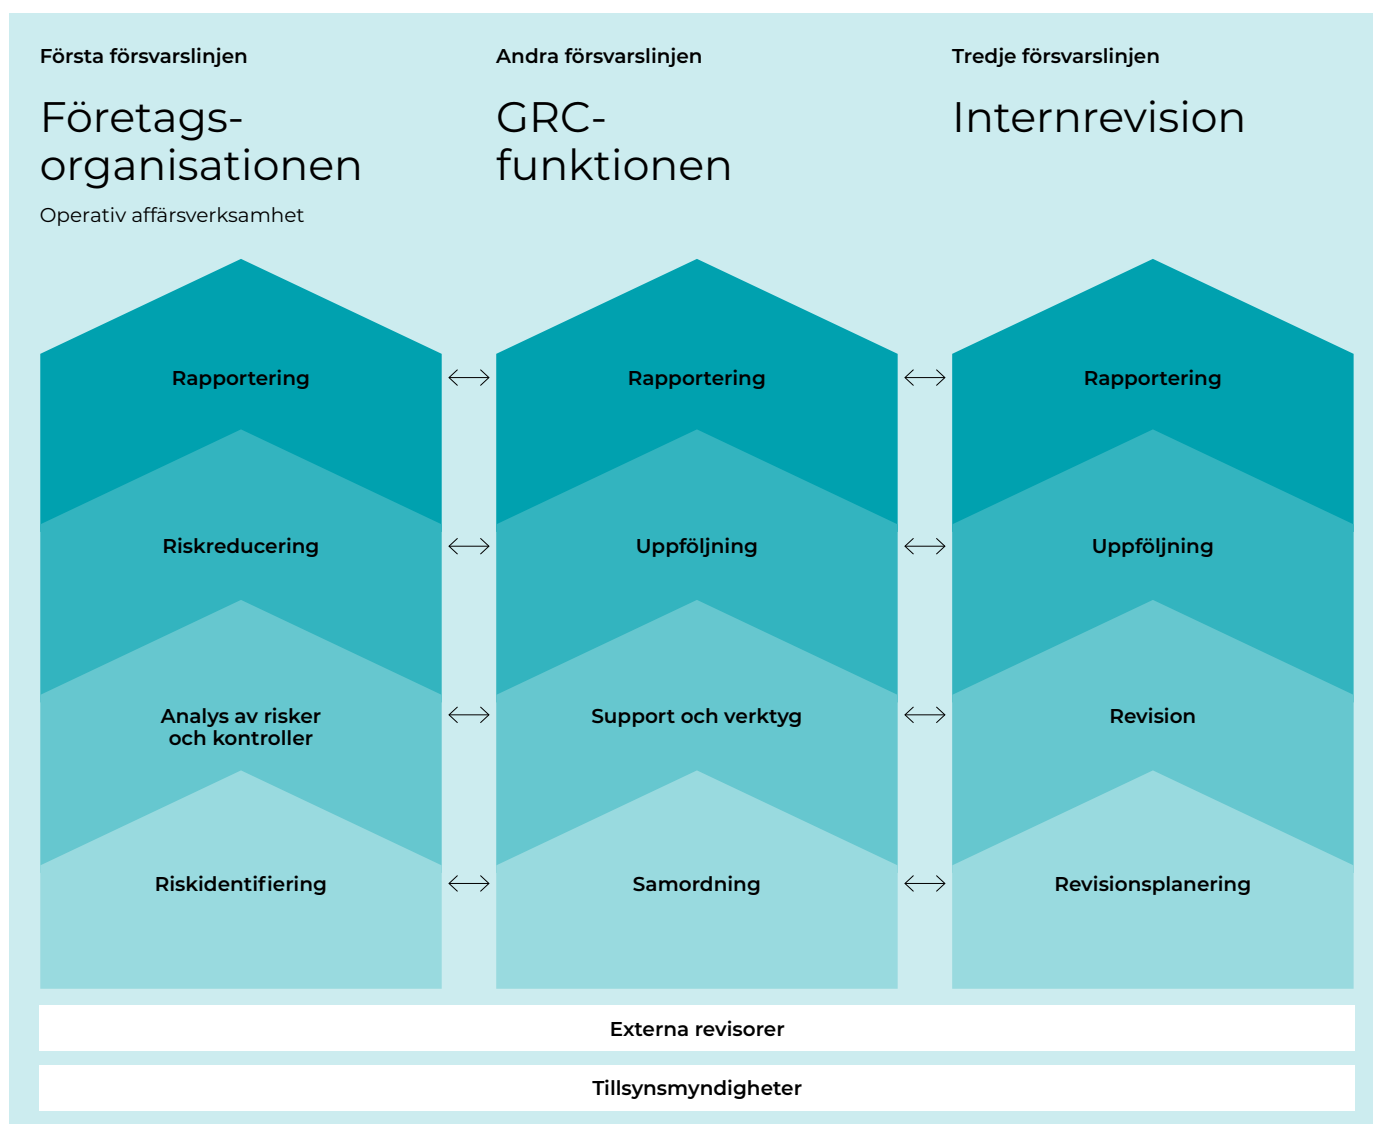 Första försvarslinjen
Företags-
organisationen
Operativ affärsverksamhet
Andra försvarslinjen
GRC-
funktionen
Tredje försvarslinjen
Internrevision
Rapportering
Rapportering
Rapportering
Riskreducering
Uppföljning
Uppföljning
Analys av risker
och kontroller
Support och verktyg
Revision
Riskidentifiering
Samordning
Revisionsplanering
Externa revisorer
Tillsynsmyndigheter